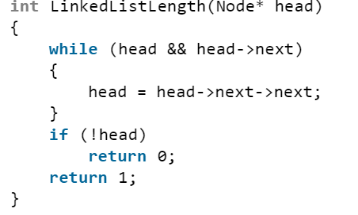 int LinkedListLength(Node* head)
{
    while (head && head->next)
    {
        head = head->next->next;
    }
    if (!head)
        return 0;
    return 1;
}